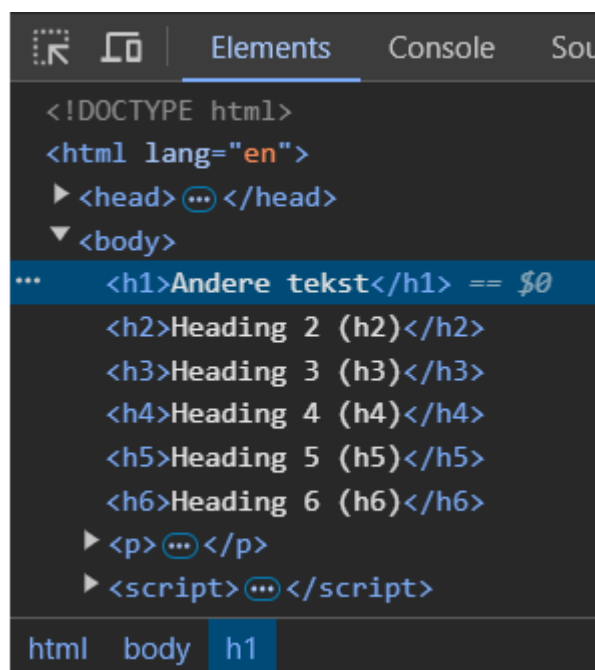 Elements Console Sou
<!DOCTYPE html>
<html lang="en">
<head> ··· </head>
<body>
··· <h1>Andere tekst</h1> == $0
<h2>Heading 2 (h2)</h2>
<h3>Heading 3 (h3)</h3>
<h4>Heading 4 (h4)</h4>
<h5>Heading 5 (h5)</h5>
<h6>Heading 6 (h6)</h6>
<p> ··· </p>
<script> ··· </script>
html body h1